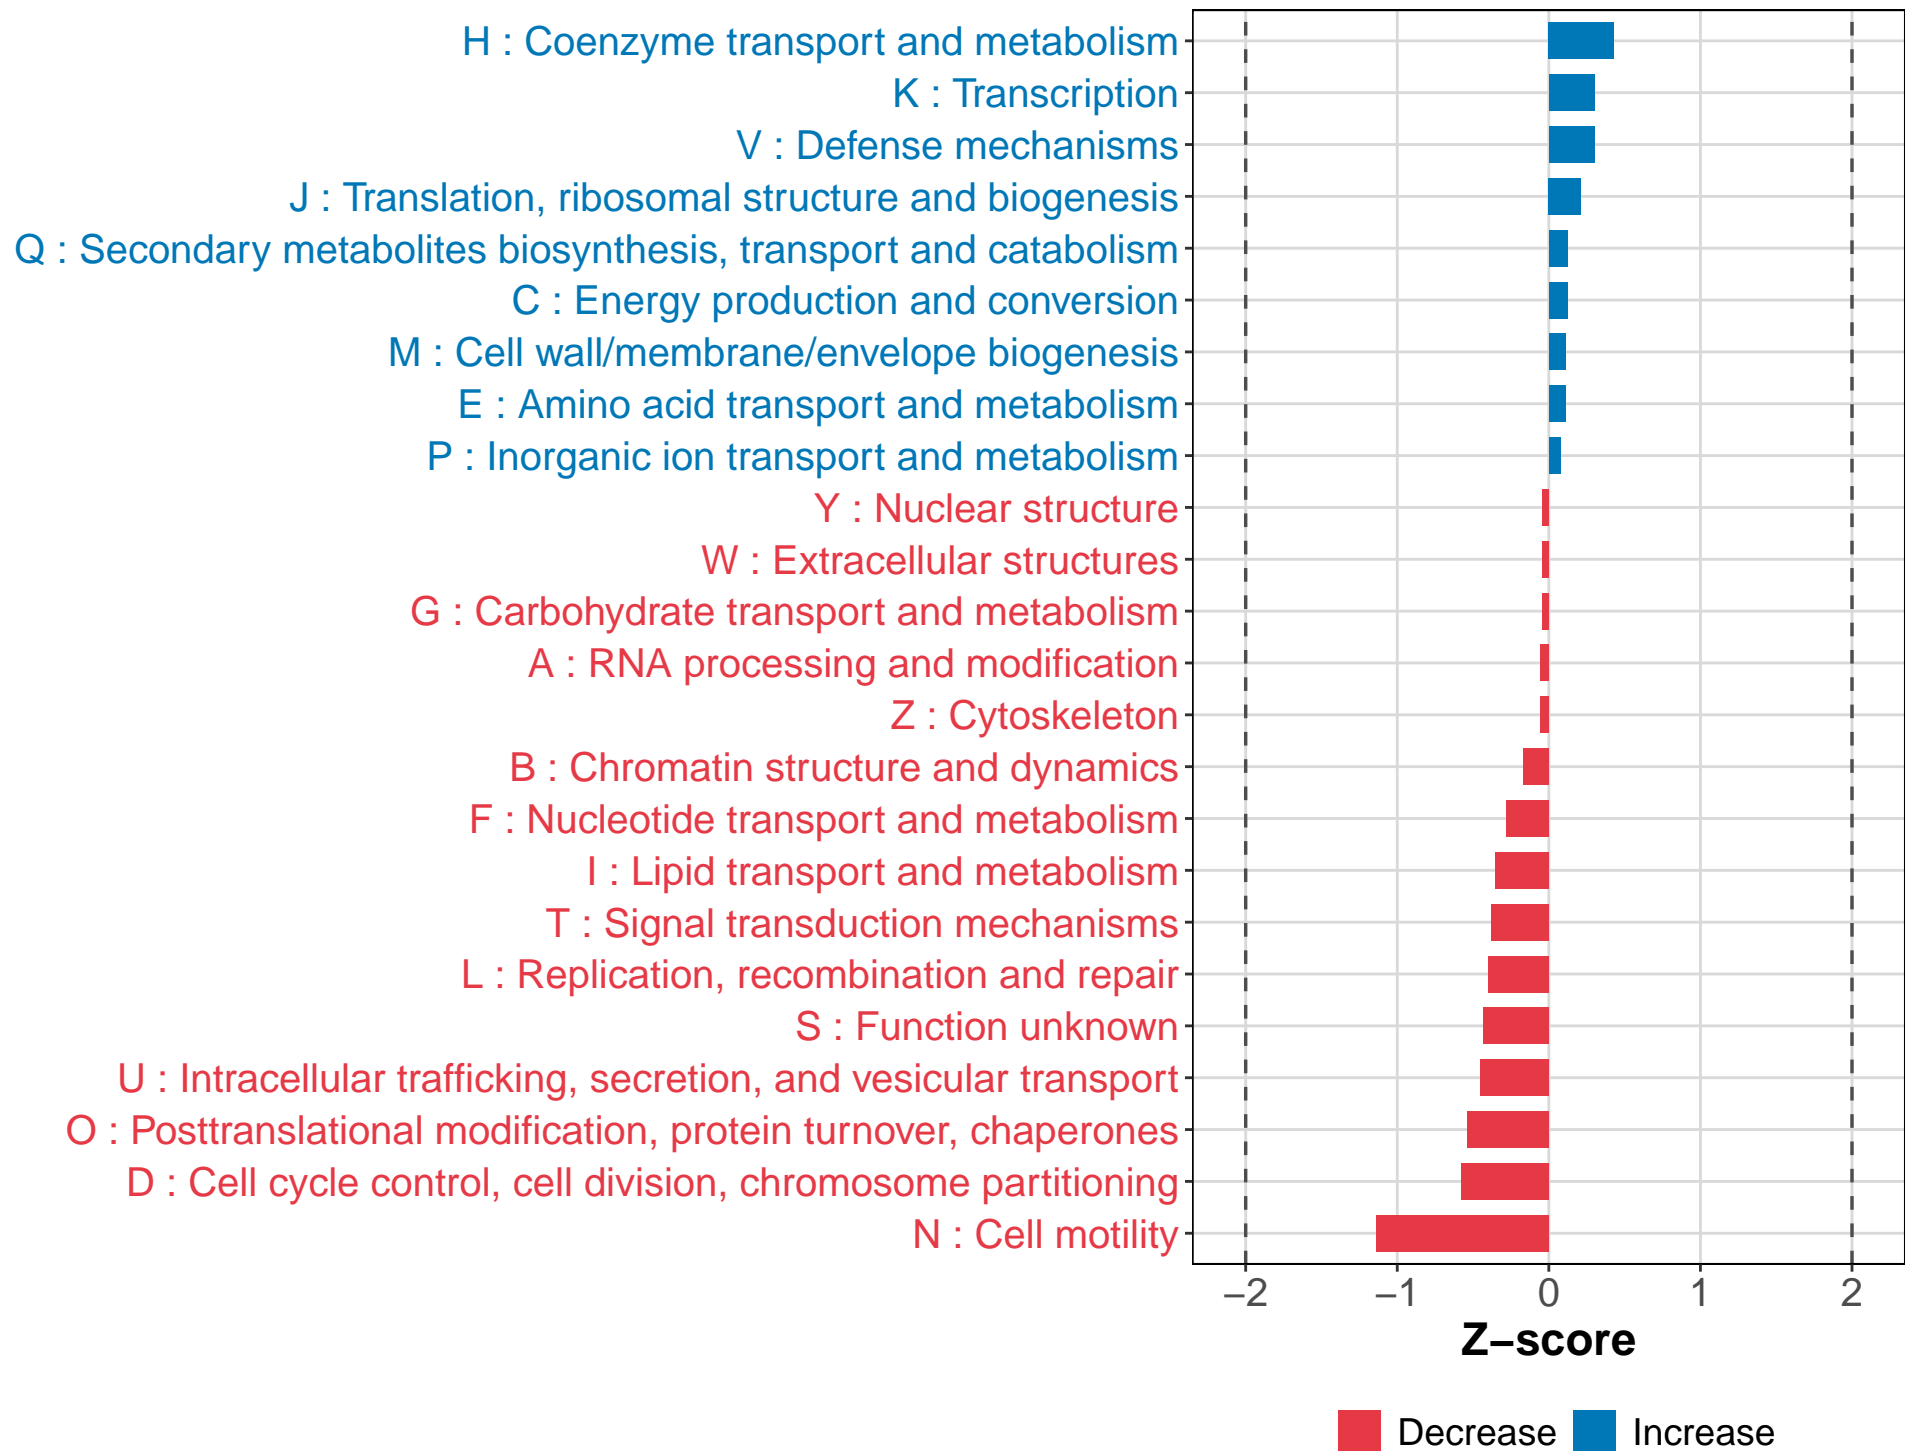 H : Coenzyme transport and metabolism
K : Transcription
V : Defense mechanisms
J : Translation, ribosomal structure and biogenesis
Q : Secondary metabolites biosynthesis, transport and catabolism
C : Energy production and conversion
M : Cell wall/membrane/envelope biogenesis
E : Amino acid transport and metabolism
P : Inorganic ion transport and metabolism
Y : Nuclear structure
W : Extracellular structures
G : Carbohydrate transport and metabolism
A : RNA processing and modification
Z : Cytoskeleton
B : Chromatin structure and dynamics
F : Nucleotide transport and metabolism
I : Lipid transport and metabolism
T : Signal transduction mechanisms
L : Replication, recombination and repair
S : Function unknown
U : Intracellular trafficking, secretion, and vesicular transport
O : Posttranslational modification, protein turnover, chaperones
D : Cell cycle control, cell division, chromosome partitioning
N : Cell motility
−2 −1 0 1 2
Z−score
Decrease Increase